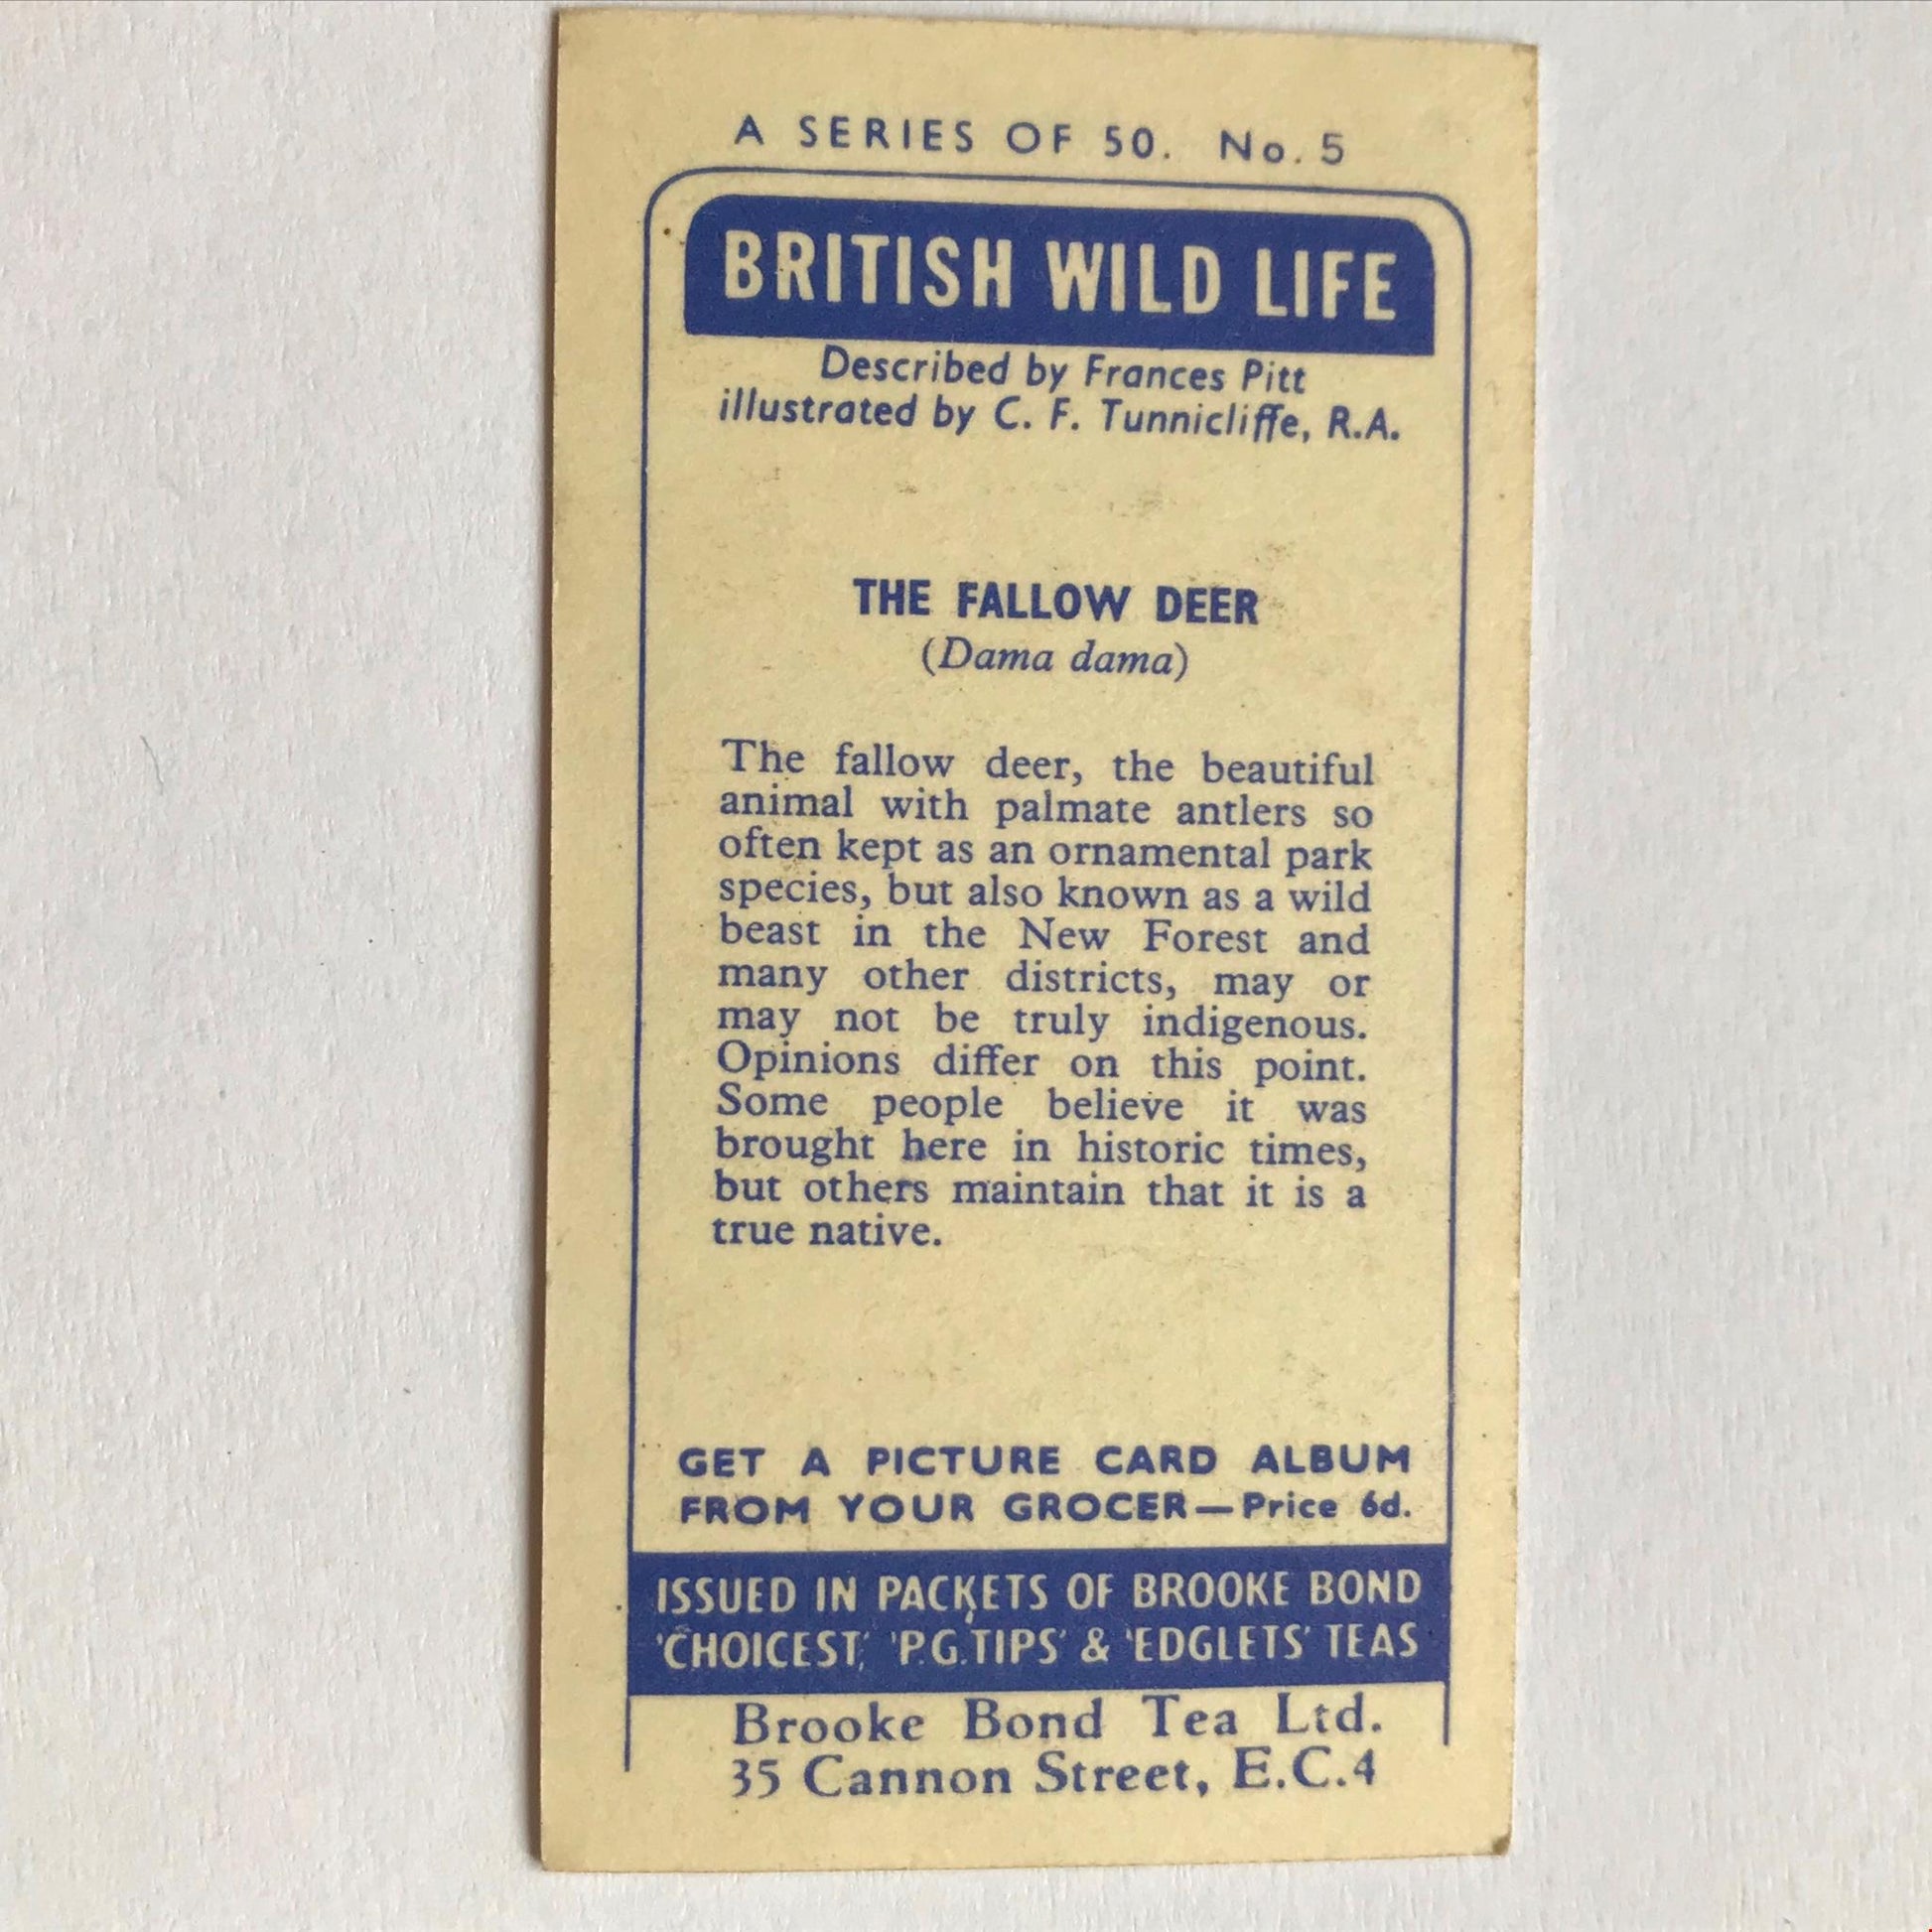 A SERIES OF 50. No. 5
BRITISH WILD LIFE
Described by Frances Pitt
illustrated by C. F. Tunnicliffe, R.A.
THE FALLOW DEER
(Dama dama)
The fallow deer, the beautiful
animal with palmate antlers so
often kept as an ornamental park
species, but also known as a wild
beast in the New Forest and
many other districts, may or
may not be truly indigenous.
Opinions differ on this point.
Some people believe it was
brought here in historic times,
but others maintain that it is a
true native.
GET A PICTURE CARD ALBUM
FROM YOUR GROCER—Price 6d.
ISSUED IN PACKETS OF BROOKE BOND
'CHOICEST,' 'P.G.TIPS' & 'EDGLETS' TEAS
Brooke Bond Tea Ltd.
35 Cannon Street, E.C.4